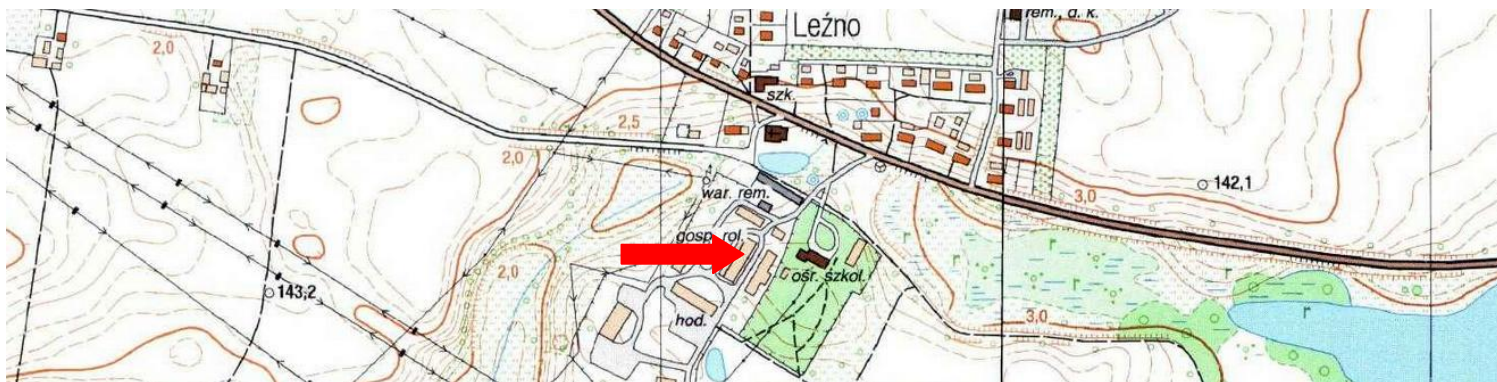 Leźno
rem., d. k.
2,0
szk.
2,5
2,0
142,1
3,0
war. rem.
gosp. rol.
2,0
ośr. szkol.
143,2
hod.
3,0
r
r
r
r